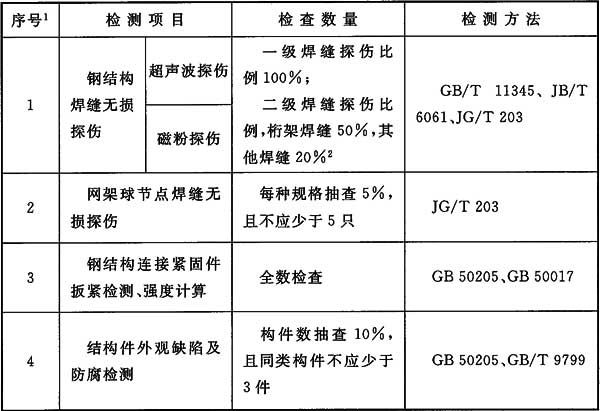 序号¹ 检测项目 检查数量 检测方法
1
钢结构
焊缝无损
探伤
超声波探伤
磁粉探伤
一级焊缝探伤比
例100%；
二级焊缝探伤比
例,桁架焊缝50%,其
他焊缝20%²
GB/T 11345、JB/T
6061、JG/T 203
2
网架球节点焊缝无
损探伤
每种规格抽查5%,
且不应少于5只
JG/T 203
3
钢结构连接紧固件
扳紧检测、强度计算
全数检查
GB 50205、GB 50017
4
结构件外观缺陷及
防腐检测
构件数抽查10%,
且同类构件不应少于
3件
GB 50205、GB/T 9799